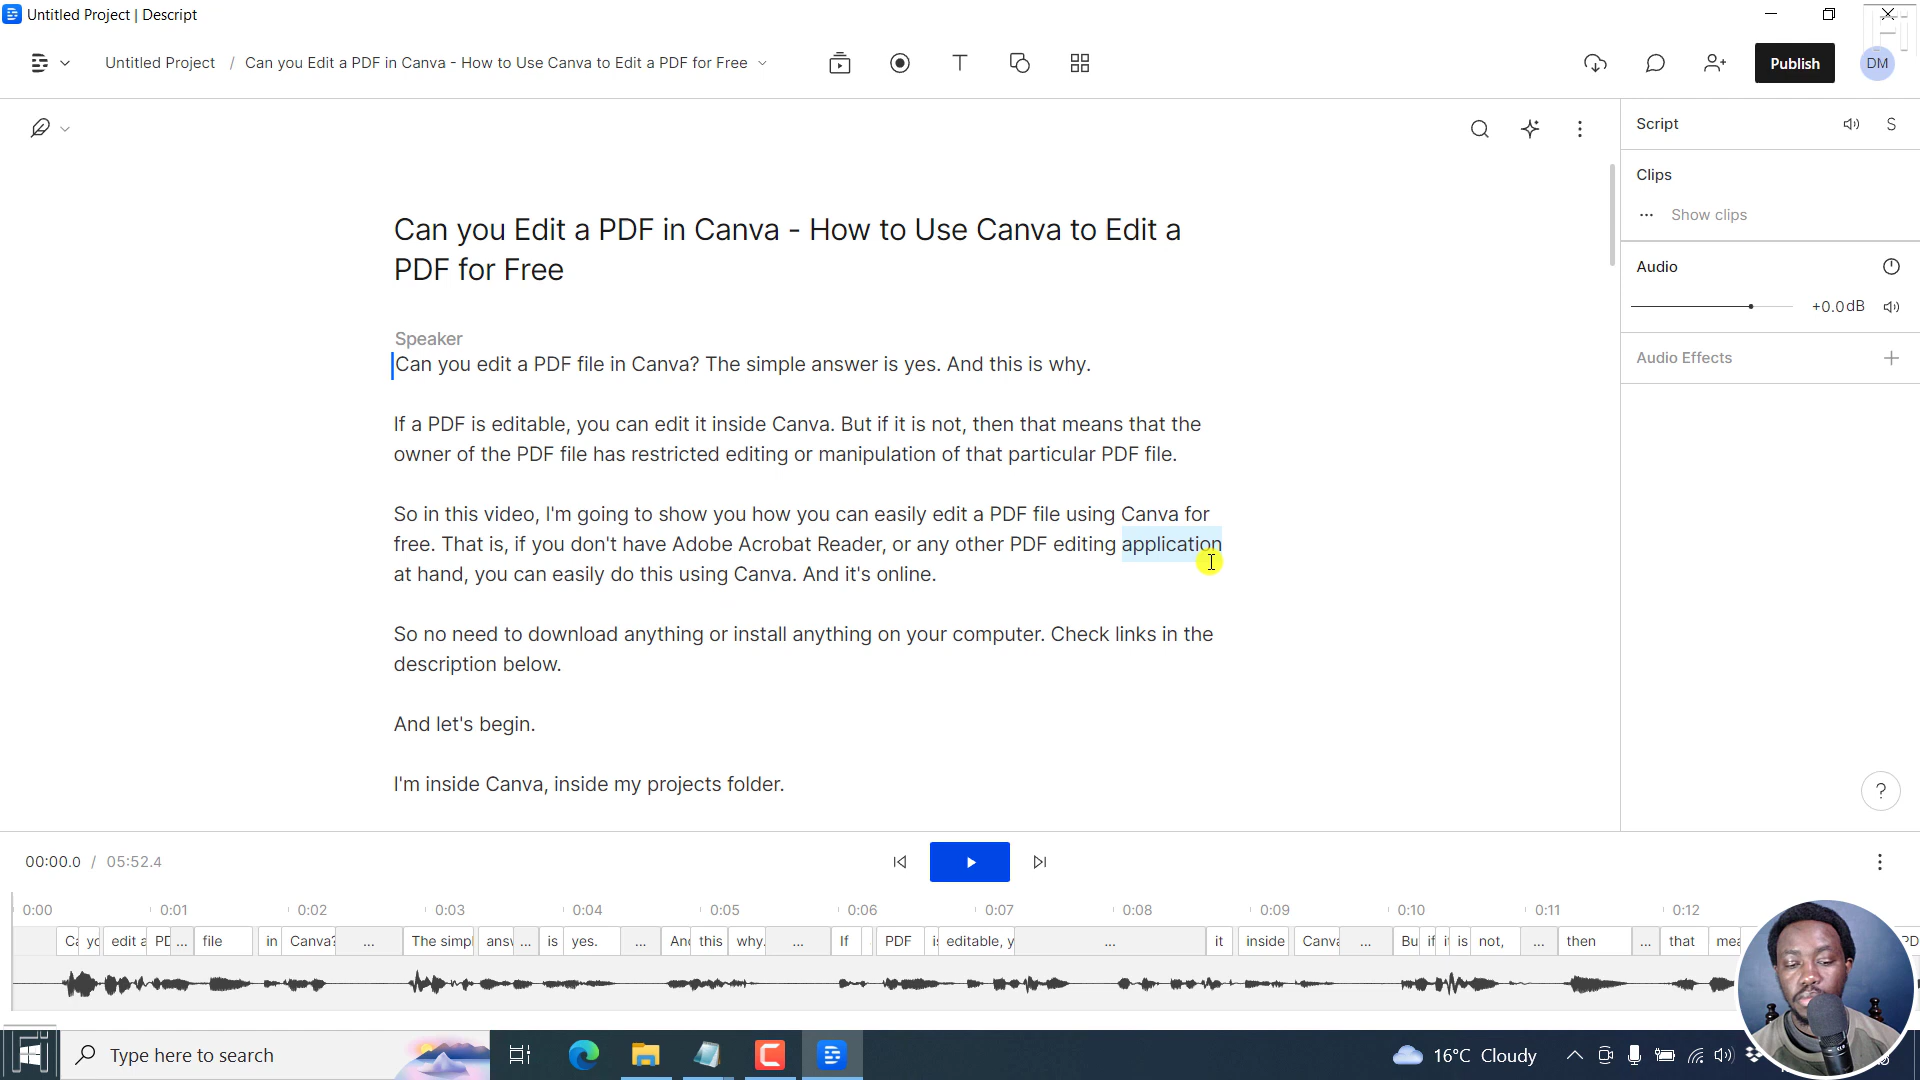 Untitled Project | Descript
Untitled Project / Can you Edit a PDF in Canva - How to Use Canva to Edit a PDF for Free
Publish
DM
Script
S
Clips
... Show clips
Audio
+0.0dB
Audio Effects
Can you Edit a PDF in Canva - How to Use Canva to Edit a
PDF for Free
Speaker
Can you edit a PDF file in Canva? The simple answer is yes. And this is why.
If a PDF is editable, you can edit it inside Canva. But if it is not, then that means that the
owner of the PDF file has restricted editing or manipulation of that particular PDF file.
So in this video, I'm going to show you how you can easily edit a PDF file using Canva for
free. That is, if you don't have Adobe Acrobat Reader, or any other PDF editing application
at hand, you can easily do this using Canva. And it's online.
So no need to download anything or install anything on your computer. Check links in the
description below.
And let's begin.
I'm inside Canva, inside my projects folder.
?
00:00.0 / 05:52.4
0:00 0:01 0:02 0:03 0:04 0:05 0:06 0:07 0:08 0:09 0:10 0:11 0:12
edit a ... file in Canva? ... The simpl ... is yes. ... this why. ... If PDF editable, y ... it inside ... if is not, ... then ... that
Type here to search
16°C Cloudy